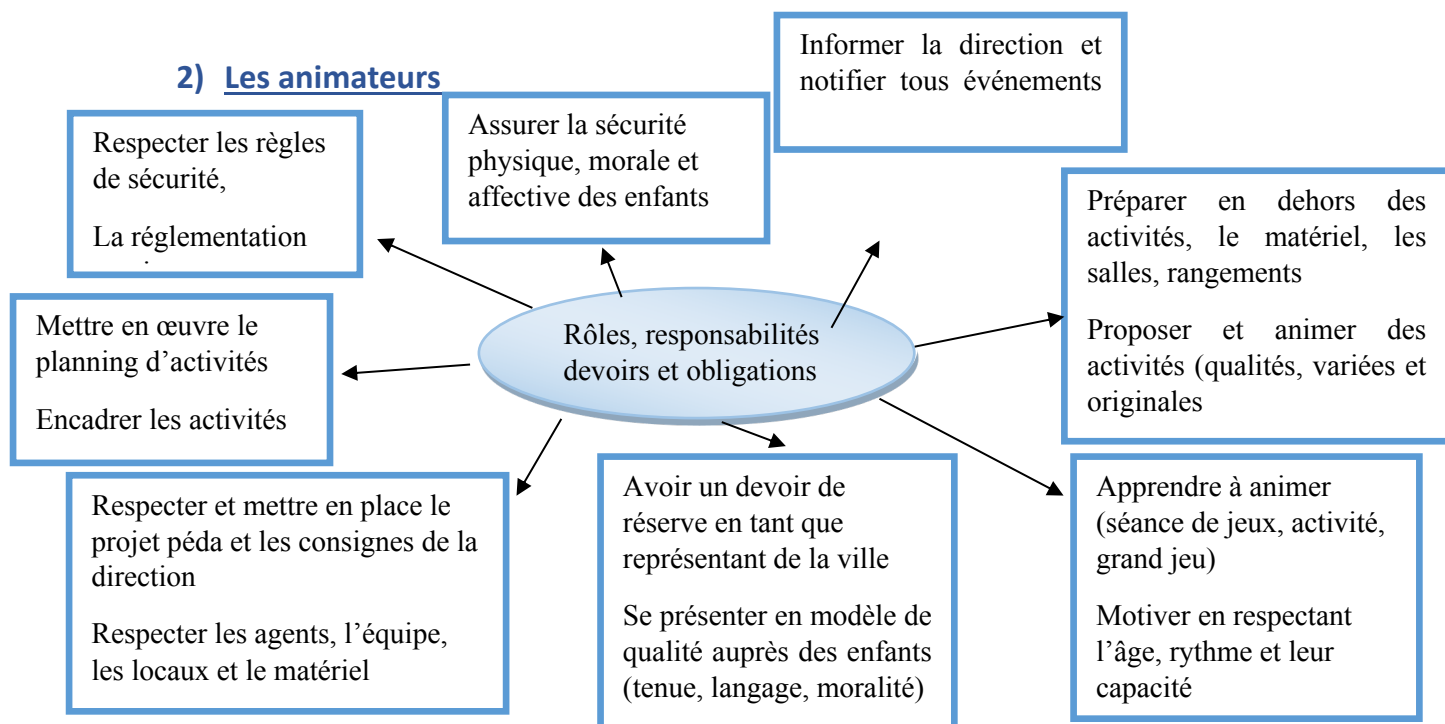 2) Les animateurs
Informer la direction et
notifier tous événements
Assurer la sécurité
physique, morale et
affective des enfants
Respecter les règles
de sécurité,
La réglementation
Préparer en dehors des
activités, le matériel, les
salles, rangements
Proposer et animer des
activités (qualités, variées et
originales
Mettre en œuvre le
planning d’activités
Encadrer les activités
Rôles, responsabilités
devoirs et obligations
Respecter et mettre en place le
projet péda et les consignes de la
direction
Respecter les agents, l’équipe,
les locaux et le matériel
Avoir un devoir de
réserve en tant que
représentant de la ville
Se présenter en modèle de
qualité auprès des enfants
(tenue, langage, moralité)
Apprendre à animer
(séance de jeux, activité,
grand jeu)
Motiver en respectant
l’âge, rythme et leur
capacité